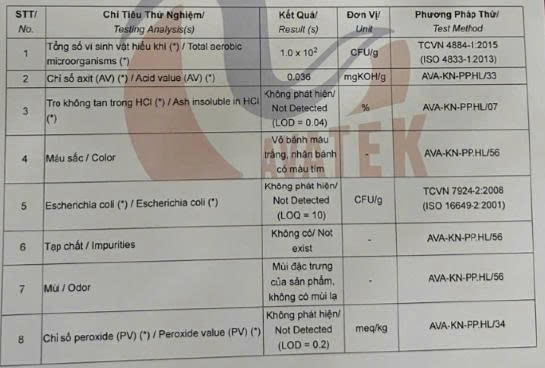 STT/ Chỉ Tiêu Thử Nghiệm/ Kết Quả/ Đơn Vị/ Phương Pháp Thử/
No. Testing Analysis(s) Result (s) Unit Test Method
1 Tổng số vi sinh vật hiếu khí (*) / Total aerobic microorganisms (*) 1.0 x 10² CFU/g TCVN 4884-1:2015 (ISO 4833-1:2013)
2 Chỉ số axit (AV) (*) / Acid value (AV) (*) 0.036 mgKOH/g AVA-KN-PP.HL/33
3 Tro không tan trong HCl (*) / Ash insoluble in HCl (*) Không phát hiện/ Not Detected (LOD = 0.04) % AVA-KN-PP.HL/07
4 Màu sắc / Color Vỏ bánh màu trắng, nhân bánh có màu tím - AVA-KN-PP.HL/56
5 Escherichia coli (*) / Escherichia coli (*) Không phát hiện/ Not Detected (LOQ = 10) CFU/g TCVN 7924-2:2008 (ISO 16649-2:2001)
6 Tạp chất / Impurities Không có/ Not exist - AVA-KN-PP.HL/56
7 Mùi / Odor Mùi đặc trưng của sản phẩm, không có mùi lạ - AVA-KN-PP.HL/56
8 Chỉ số peroxide (PV) (*) / Peroxide value (PV) (*) Không phát hiện/ Not Detected (LOD = 0.2) meq/kg AVA-KN-PP.HL/34
AVATEK